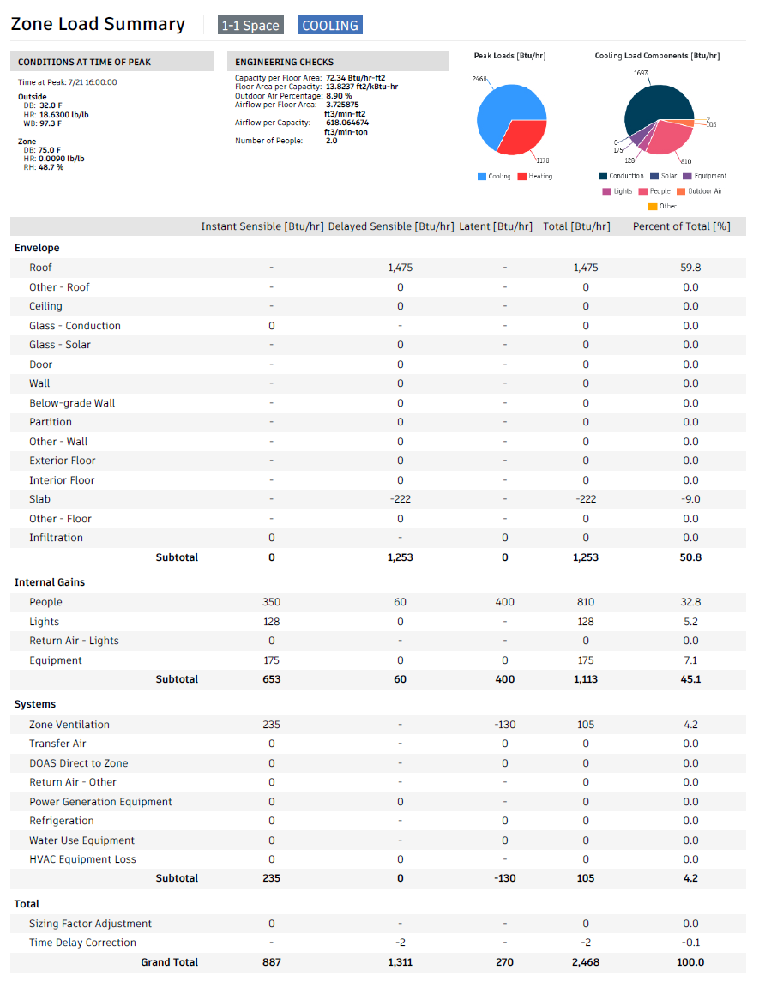 Zone Load Summary 1-1 Space COOLING
CONDITIONS AT TIME OF PEAK
Time at Peak: 7/21 16:00:00
Outside
DB: 32.0 F
HR: 18.6300 lb/lb
WB: 97.3 F
Zone
DB: 75.0 F
HR: 0.0090 lb/lb
RH: 48.7 %
ENGINEERING CHECKS
Capacity per Floor Area: 72.34 Btu/hr-ft2
Floor Area per Capacity: 13.8237 ft2/kBtu-hr
Outdoor Air Percentage: 8.90 %
Airflow per Floor Area: 3.725875
ft3/min-ft2
Airflow per Capacity: 618.064674
ft3/min-ton
Number of People: 2.0
Peak Loads [Btu/hr]
2468
1178
Cooling Heating
Cooling Load Components [Btu/hr]
1697
-2
105
0
175
128
810
Conduction Solar Equipment
Lights People Outdoor Air
Other
Instant Sensible [Btu/hr] Delayed Sensible [Btu/hr] Latent [Btu/hr] Total [Btu/hr] Percent of Total [%]
Envelope
Roof - 1,475 - 1,475 59.8
Other - Roof - 0 - 0 0.0
Ceiling - 0 - 0 0.0
Glass - Conduction 0 - - 0 0.0
Glass - Solar - 0 - 0 0.0
Door - 0 - 0 0.0
Wall - 0 - 0 0.0
Below-grade Wall - 0 - 0 0.0
Partition - 0 - 0 0.0
Other - Wall - 0 - 0 0.0
Exterior Floor - 0 - 0 0.0
Interior Floor - 0 - 0 0.0
Slab - -222 - -222 -9.0
Other - Floor - 0 - 0 0.0
Infiltration 0 - 0 0 0.0
Subtotal 0 1,253 0 1,253 50.8
Internal Gains
People 350 60 400 810 32.8
Lights 128 0 - 128 5.2
Return Air - Lights 0 - - 0 0.0
Equipment 175 0 0 175 7.1
Subtotal 653 60 400 1,113 45.1
Systems
Zone Ventilation 235 - -130 105 4.2
Transfer Air 0 - 0 0 0.0
DOAS Direct to Zone 0 - 0 0 0.0
Return Air - Other 0 - - 0 0.0
Power Generation Equipment 0 0 - 0 0.0
Refrigeration 0 - 0 0 0.0
Water Use Equipment 0 - 0 0 0.0
HVAC Equipment Loss 0 0 - 0 0.0
Subtotal 235 0 -130 105 4.2
Total
Sizing Factor Adjustment 0 - - 0 0.0
Time Delay Correction - -2 - -2 -0.1
Grand Total 887 1,311 270 2,468 100.0